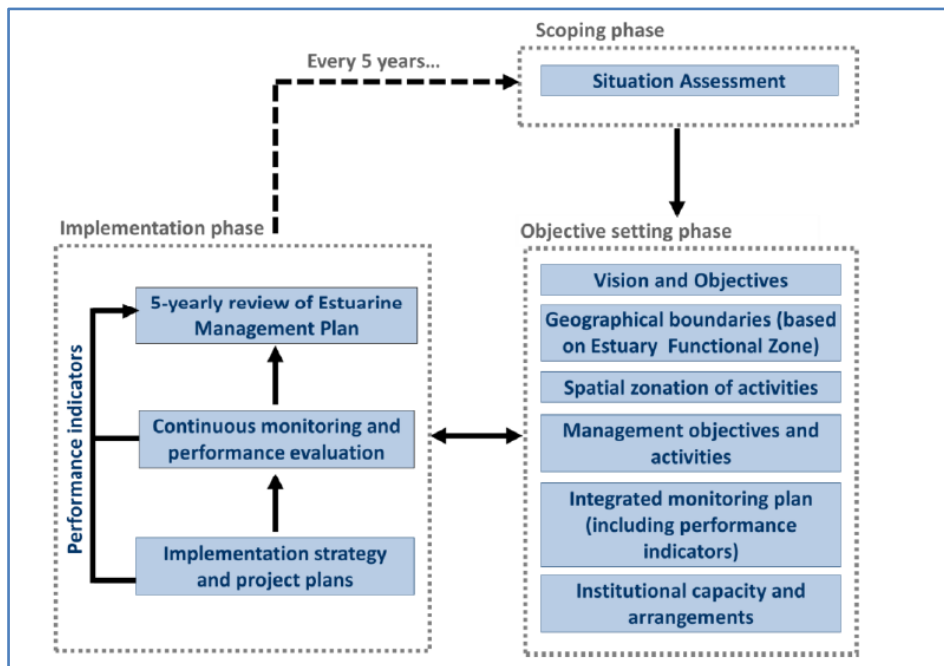 Scoping phase
Every 5 years...
Situation Assessment
Implementation phase
Objective setting phase
5-yearly review of Estuarine
Management Plan
Continuous monitoring and
performance evaluation
Implementation strategy
and project plans
Performance indicators
Vision and Objectives
Geographical boundaries (based
on Estuary Functional Zone)
Spatial zonation of activities
Management objectives and
activities
Integrated monitoring plan
(including performance
indicators)
Institutional capacity and
arrangements